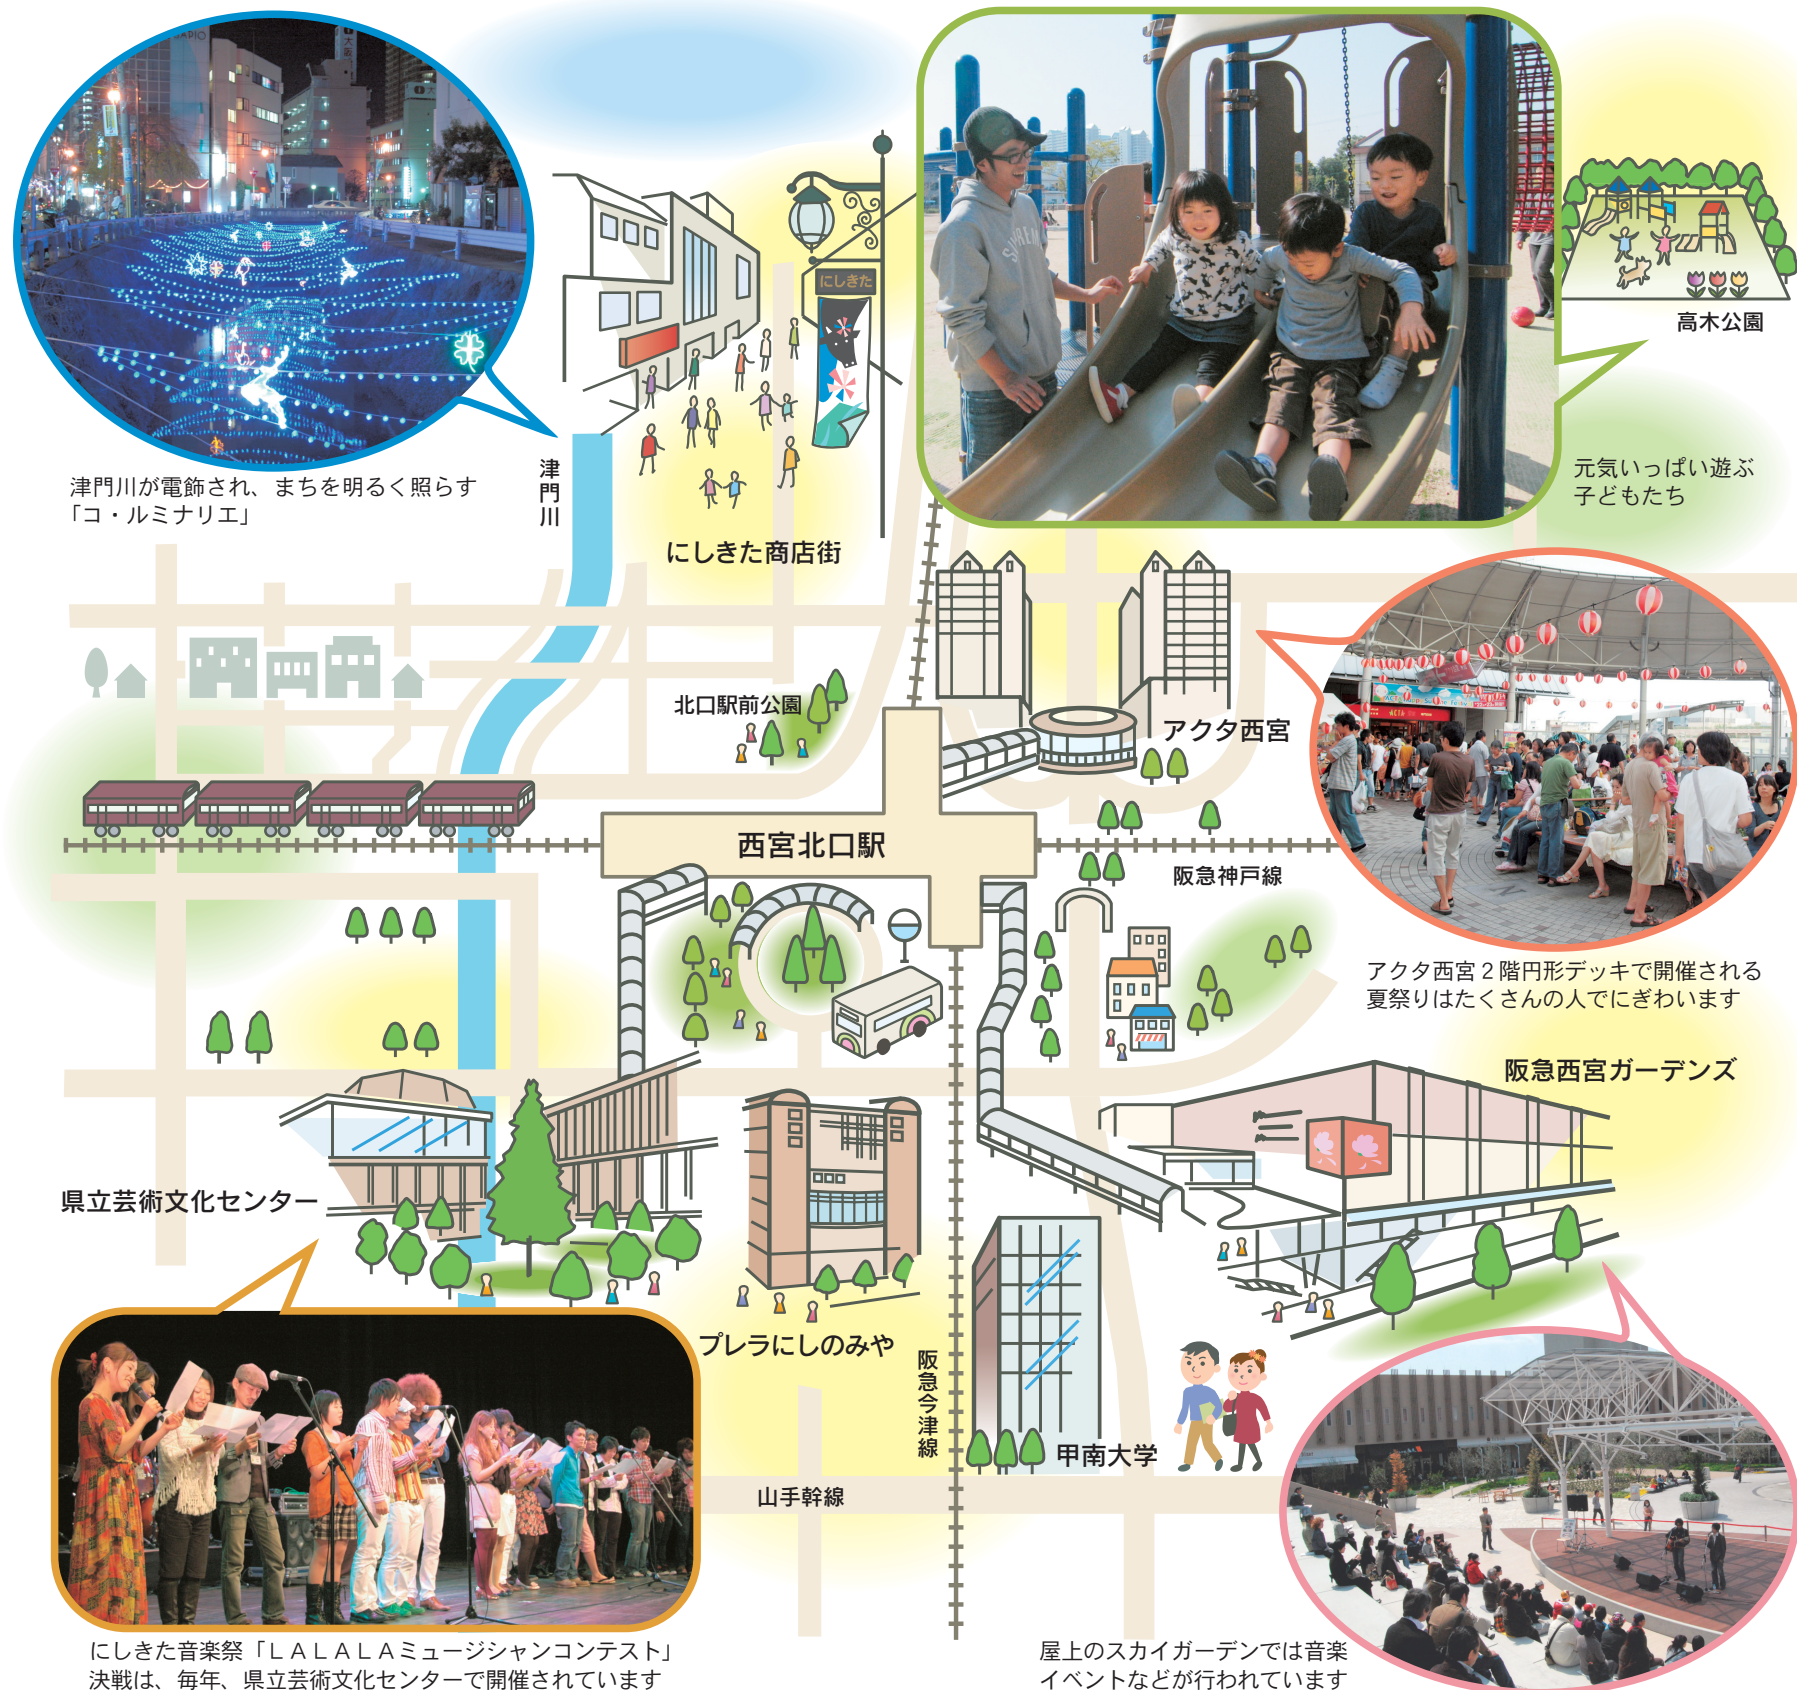 大阪
SUPREM
にしきた
高木公園
津門川が電飾され、まちを明るく照らす
「コ・ルミナリエ」
津門川
にしきた商店街
元気いっぱい遊ぶ
子どもたち
北口駅前公園
アクタ西宮
西宮北口駅
阪急神戸線
アクタ西宮2階円形デッキで開催される
夏祭りはたくさんの人でにぎわいます
阪急西宮ガーデンズ
県立芸術文化センター
プレラにしのみや
阪急今津線
甲南大学
山手幹線
にしきた音楽祭「ＬＡＬＡＬＡミュージシャンコンテスト」
決戦は、毎年、県立芸術文化センターで開催されています
屋上のスカイガーデンでは音楽
イベントなどが行われています